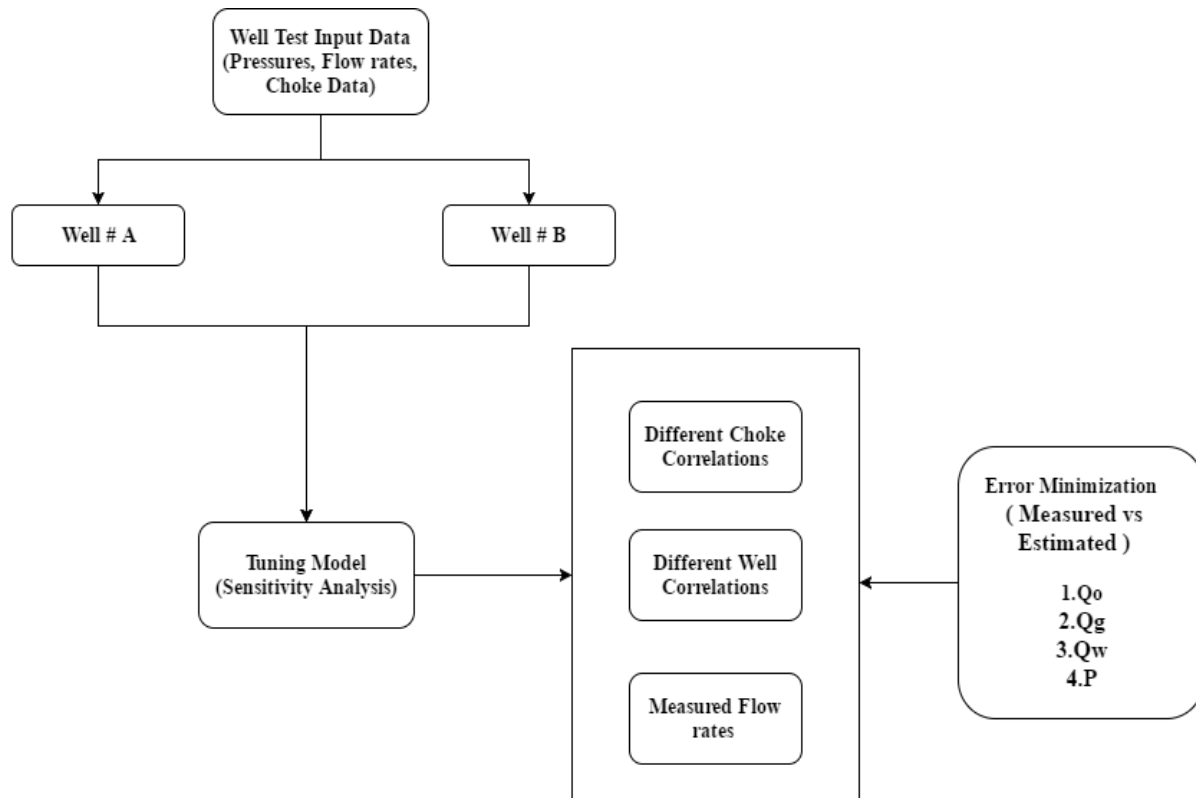 Well Test Input Data
(Pressures, Flow rates,
Choke Data)
Well # A
Well # B
Different Choke
Correlations
Tuning Model
(Sensitivity Analysis)
Different Well
Correlations
Measured Flow
rates
Error Minimization
( Measured vs
Estimated )
1.Qo
2.Qg
3.Qw
4.P